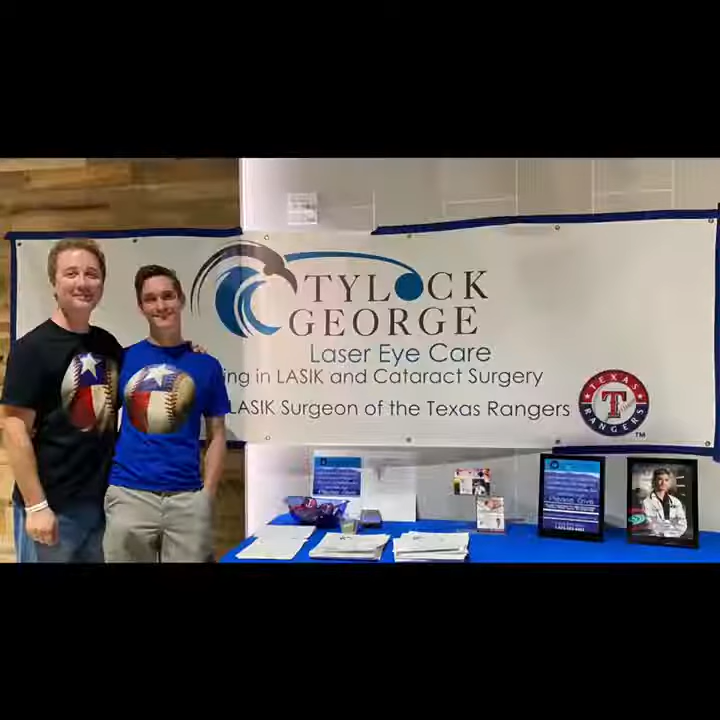 TYLOCK
GEORGE
Laser Eye Care
ing in LASIK and Cataract Surgery
LASIK Surgeon of the Texas Rangers
TEXAS
T
RANGERS
TM